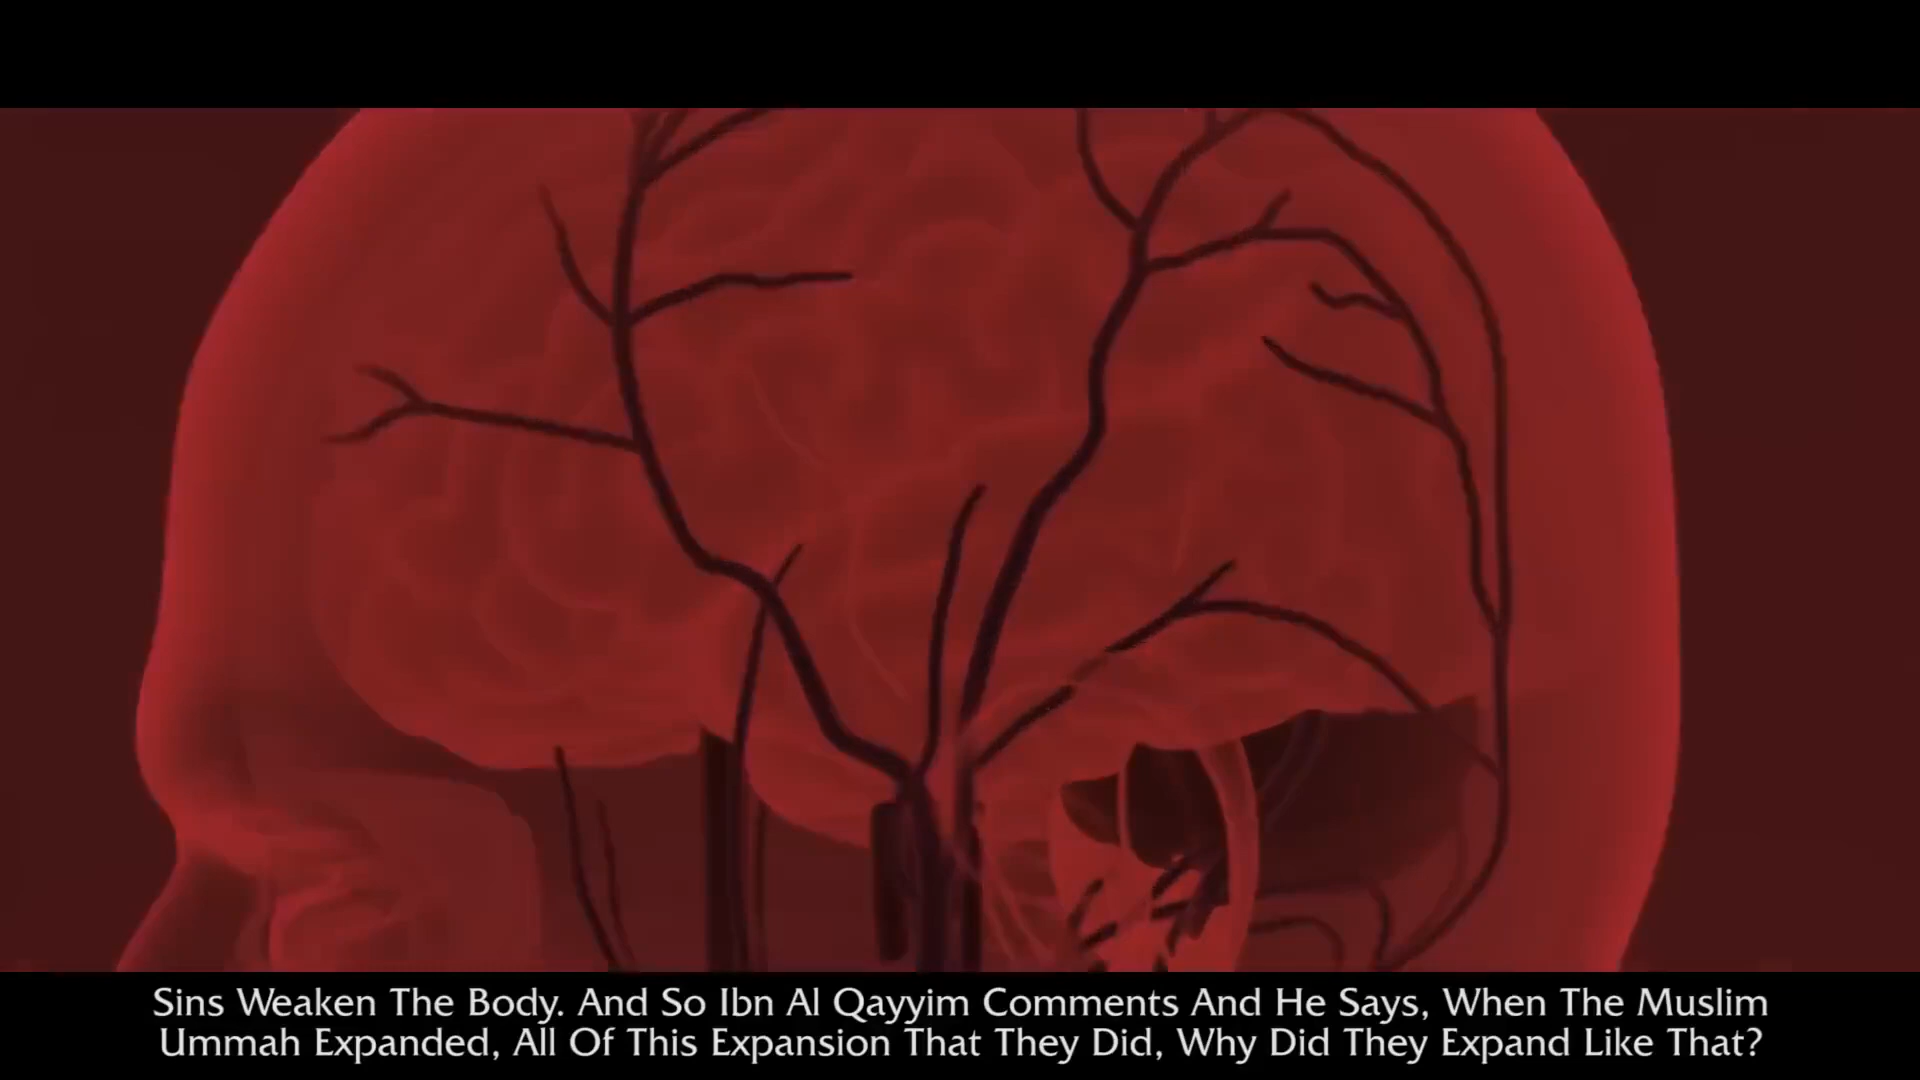 Sins Weaken The Body. And So Ibn Al Qayyim Comments And He Says, When The Muslim
Ummah Expanded, All Of This Expansion That They Did, Why Did They Expand Like That?